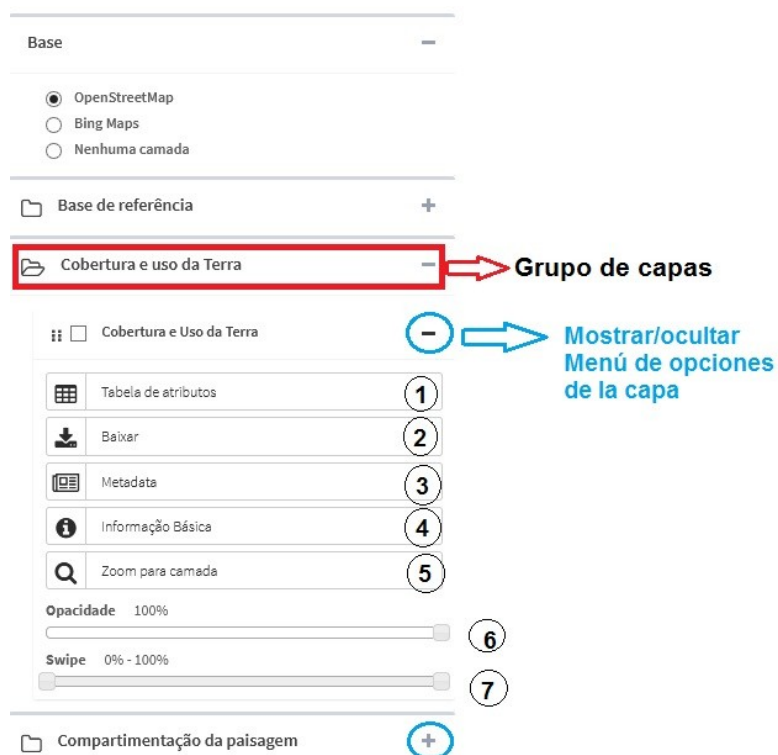 Base
OpenStreetMap
Bing Maps
Nenhuma camada
Base de referência
Cobertura e uso da Terra
Grupo de capas
Cobertura e Uso da Terra
Mostrar/ocultar
Menú de opciones
de la capa
Tabela de atributos 1
Baixar 2
Metadata 3
Informação Básica 4
Zoom para camada 5
Opacidade 100%
6
Swipe 0% - 100%
7
Compartimentação da paisagem